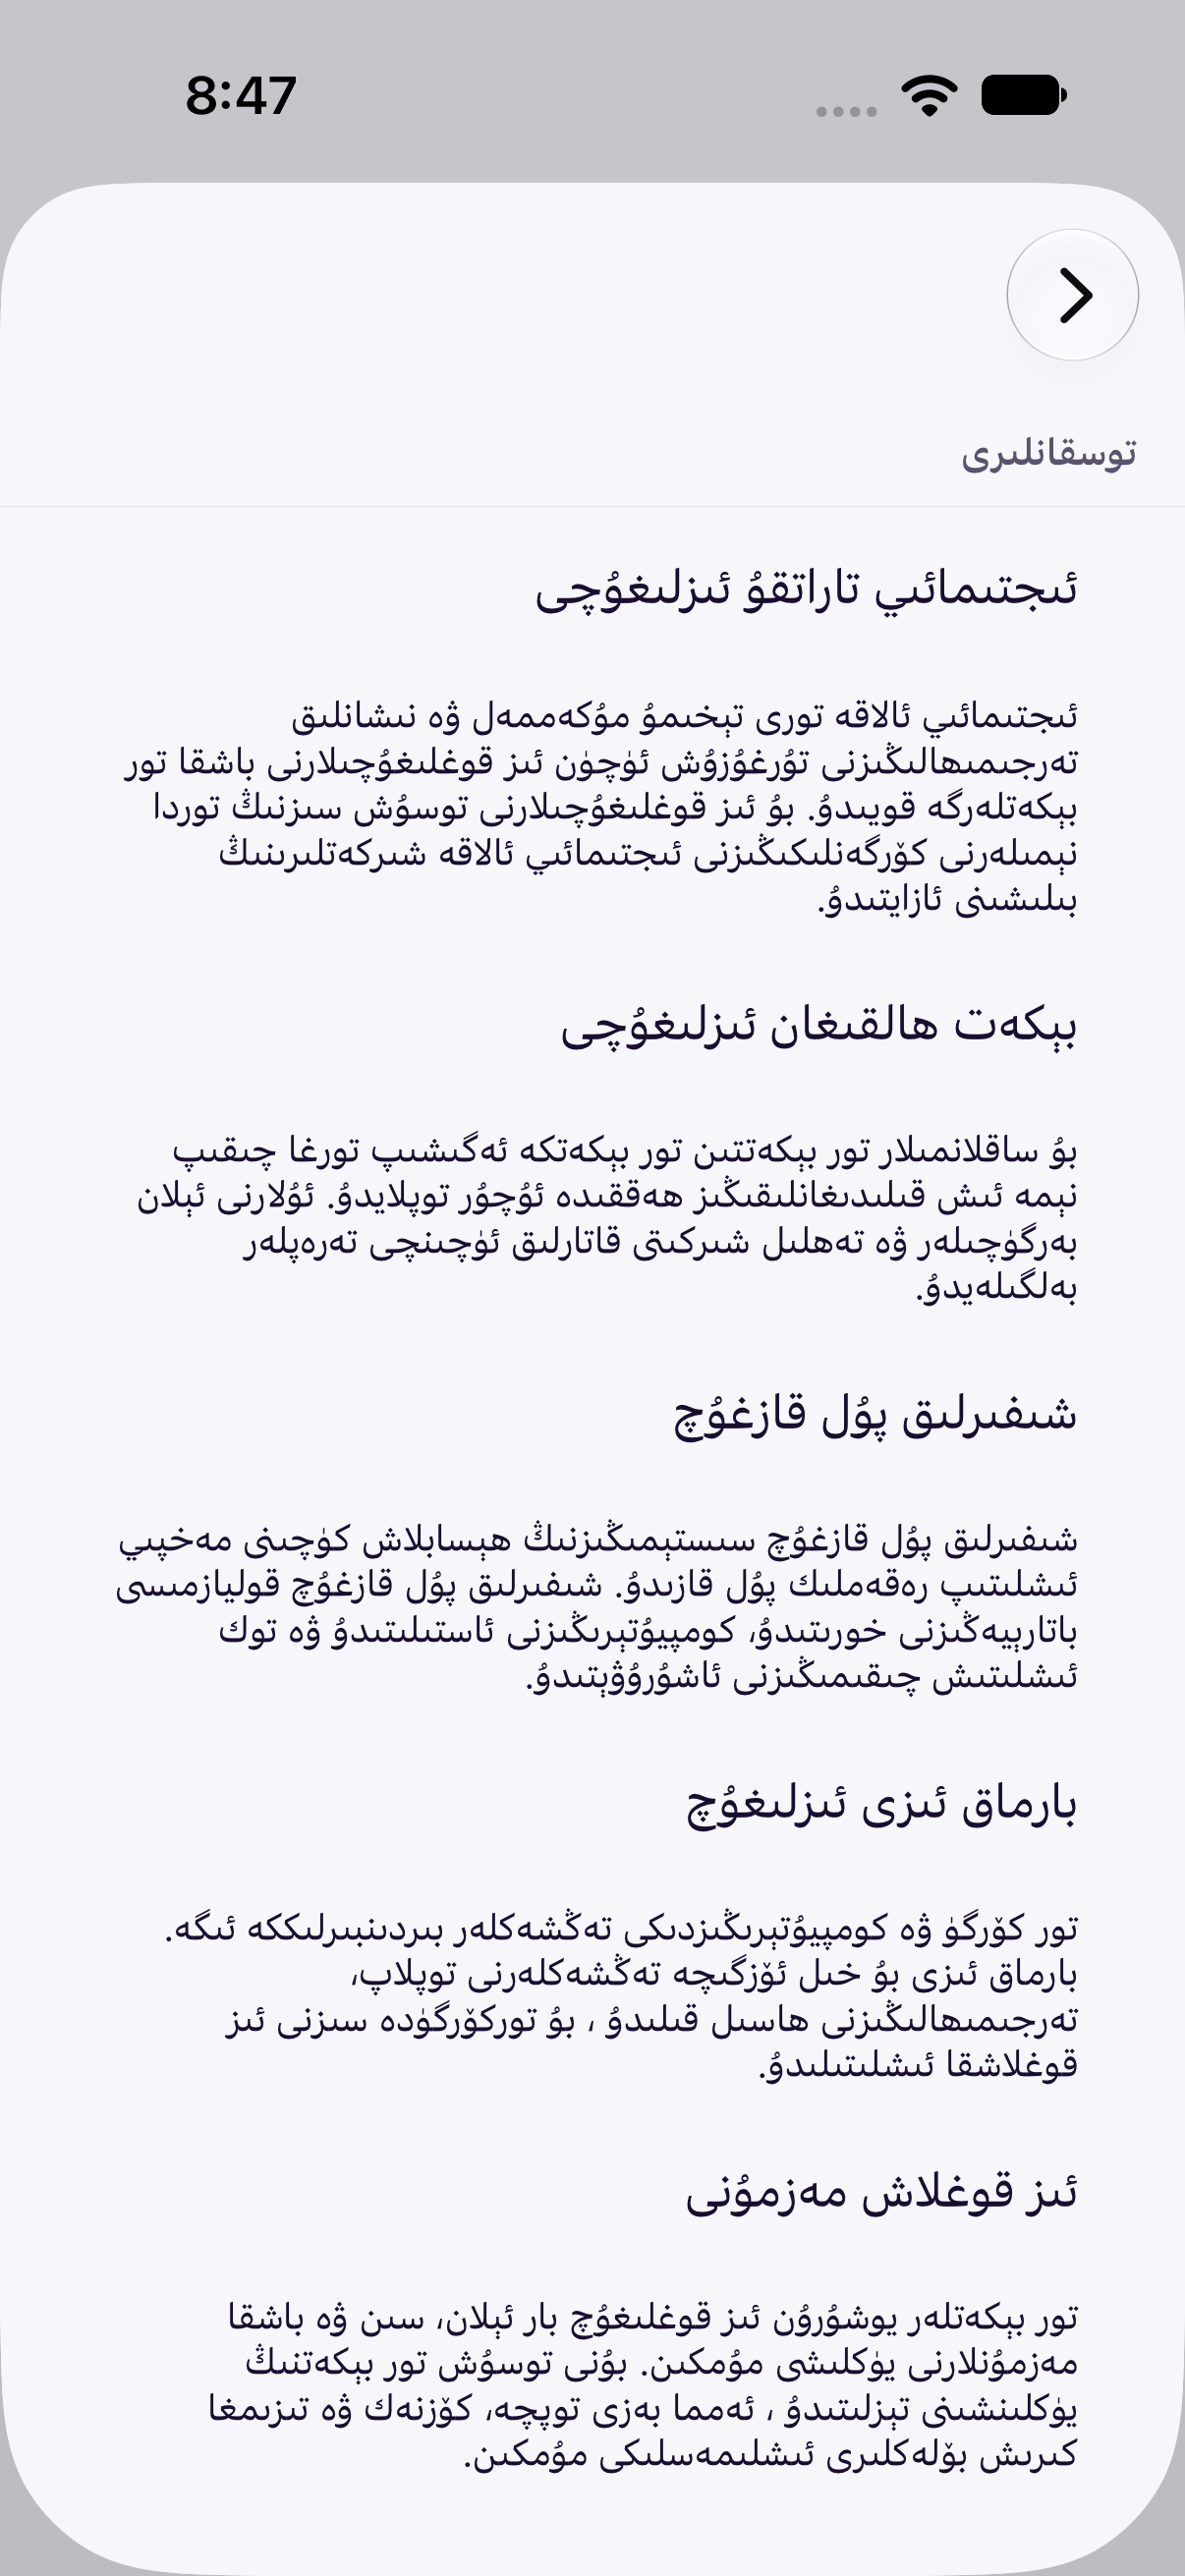 8:47
توسقانلىرى
ئىجتىمائىي تاراتقۇ ئىزلىغۇچى
ئىجتىمائىي ئالاقە تورى تېخىمۇ مۇكەممەل ۋە نىشانلىق
تەرجىمىھالىڭىزنى تۇرغۇزۇش ئۈچۈن ئىز قوغلىغۇچىلارنى باشقا تور
بېكەتلەرگە قويىدۇ. بۇ ئىز قوغلىغۇچىلارنى توسۇش سىزنىڭ توردا
نېمىلەرنى كۆرگەنلىكىڭىزنى ئىجتىمائىي ئالاقە شىركەتلىرىنىڭ
بىلىشىنى ئازايتىدۇ.
بېكەت ھالقىغان ئىزلىغۇچى
بۇ ساقلانمىلار تور بېكەتتىن تور بېكەتكە ئەگىشىپ تورغا چىقىپ
نېمە ئىش قىلىدىغانلىقىڭىز ھەققىدە ئۇچۇر توپلايدۇ. ئۇلارنى ئېلان
بەرگۈچىلەر ۋە تەھلىل شىركىتى قاتارلىق ئۈچىنچى تەرەپلەر
بەلگىلەيدۇ.
شىفىرلىق پۇل قازغۇچ
شىفىرلىق پۇل قازغۇچ سىستېمىڭىزنىڭ ھېسابلاش كۈچىنى مەخپىي
ئىشلىتىپ رەقەملىك پۇل قازىدۇ. شىفىرلىق پۇل قازغۇچ قوليازمىسى
باتارېيەڭىزنى خورىتىدۇ، كومپيۇتېرىڭىزنى ئاستىلىتىدۇ ۋە توك
ئىشلىتىش چىقىمىڭىزنى ئاشۇرۇۋېتىدۇ.
بارماق ئىزى ئىزلىغۇچ
تور كۆرگۈ ۋە كومپيۇتېرىڭىزدىكى تەڭشەكلەر بىردىنبىرلىككە ئىگە.
بارماق ئىزى بۇ خىل ئۆزگىچە تەڭشەكلەرنى توپلاپ،
تەرجىمىھالىڭىزنى ھاسىل قىلىدۇ ، بۇ توركۆرگۈدە سىزنى ئىز
قوغلاشقا ئىشلىتىلىدۇ.
ئىز قوغلاش مەزمۇنى
تور بېكەتلەر يوشۇرۇن ئىز قوغلىغۇچ بار ئېلان، سىن ۋە باشقا
مەزمۇنلارنى يۈكلىشى مۇمكىن. بۇنى توسۇش تور بېكەتنىڭ
يۈكلىنىشىنى تېزلىتىدۇ ، ئەمما بەزى توپچە، كۆزنەك ۋە تىزىمغا
كىرىش بۆلەكلىرى ئىشلىمەسلىكى مۇمكىن.